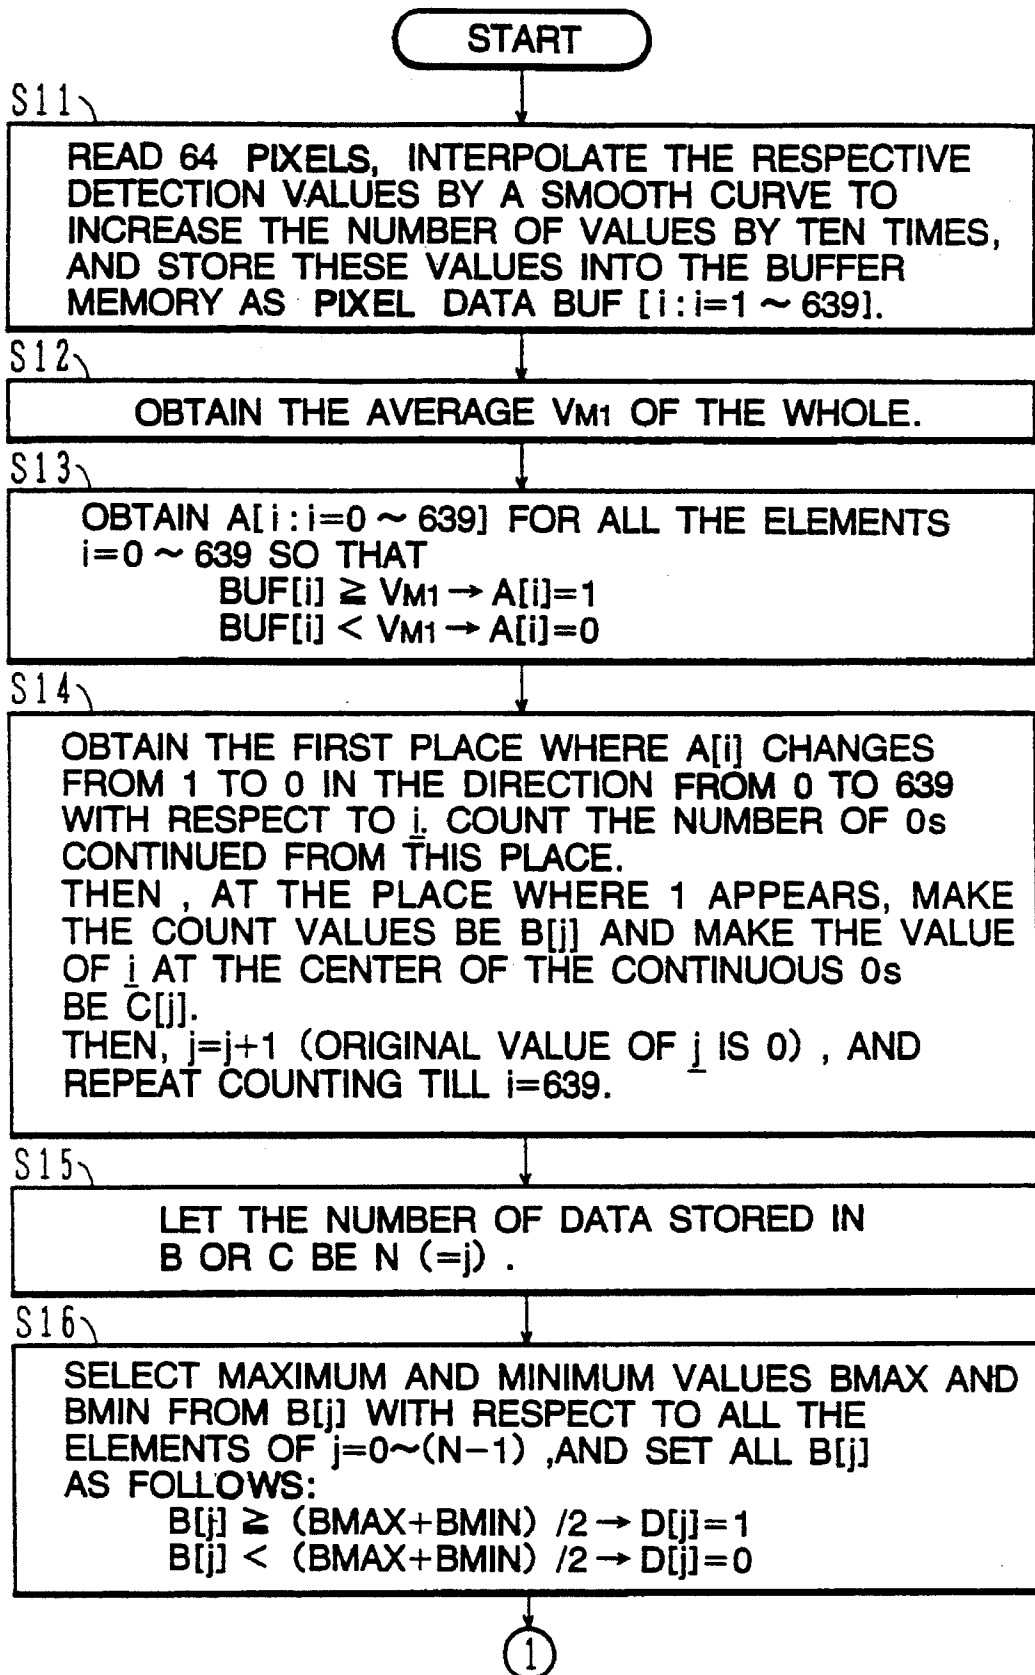 START
S11
READ 64 PIXELS, INTERPOLATE THE RESPECTIVE
DETECTION VALUES BY A SMOOTH CURVE TO
INCREASE THE NUMBER OF VALUES BY TEN TIMES,
AND STORE THESE VALUES INTO THE BUFFER
MEMORY AS PIXEL DATA BUF [i:i=1 ~ 639].
S12
OBTAIN THE AVERAGE VM1 OF THE WHOLE.
S13
OBTAIN A[i:i=0 ~ 639] FOR ALL THE ELEMENTS
i=0 ~ 639 SO THAT
BUF[i] ≧ VM1 → A[i]=1
BUF[i] < VM1 → A[i]=0
S14
OBTAIN THE FIRST PLACE WHERE A[i] CHANGES
FROM 1 TO 0 IN THE DIRECTION FROM 0 TO 639
WITH RESPECT TO i. COUNT THE NUMBER OF 0s
CONTINUED FROM THIS PLACE.
THEN , AT THE PLACE WHERE 1 APPEARS, MAKE
THE COUNT VALUES BE B[j] AND MAKE THE VALUE
OF i AT THE CENTER OF THE CONTINUOUS 0s
BE C[j].
THEN, j=j+1 (ORIGINAL VALUE OF j IS 0) , AND
REPEAT COUNTING TILL i=639.
S15
LET THE NUMBER OF DATA STORED IN
B OR C BE N (=j) .
S16
SELECT MAXIMUM AND MINIMUM VALUES BMAX AND
BMIN FROM B[j] WITH RESPECT TO ALL THE
ELEMENTS OF j=0~(N-1) ,AND SET ALL B[j]
AS FOLLOWS:
B[j] ≧ (BMAX+BMIN) /2 → D[j]=1
B[j] < (BMAX+BMIN) /2 → D[j]=0
1